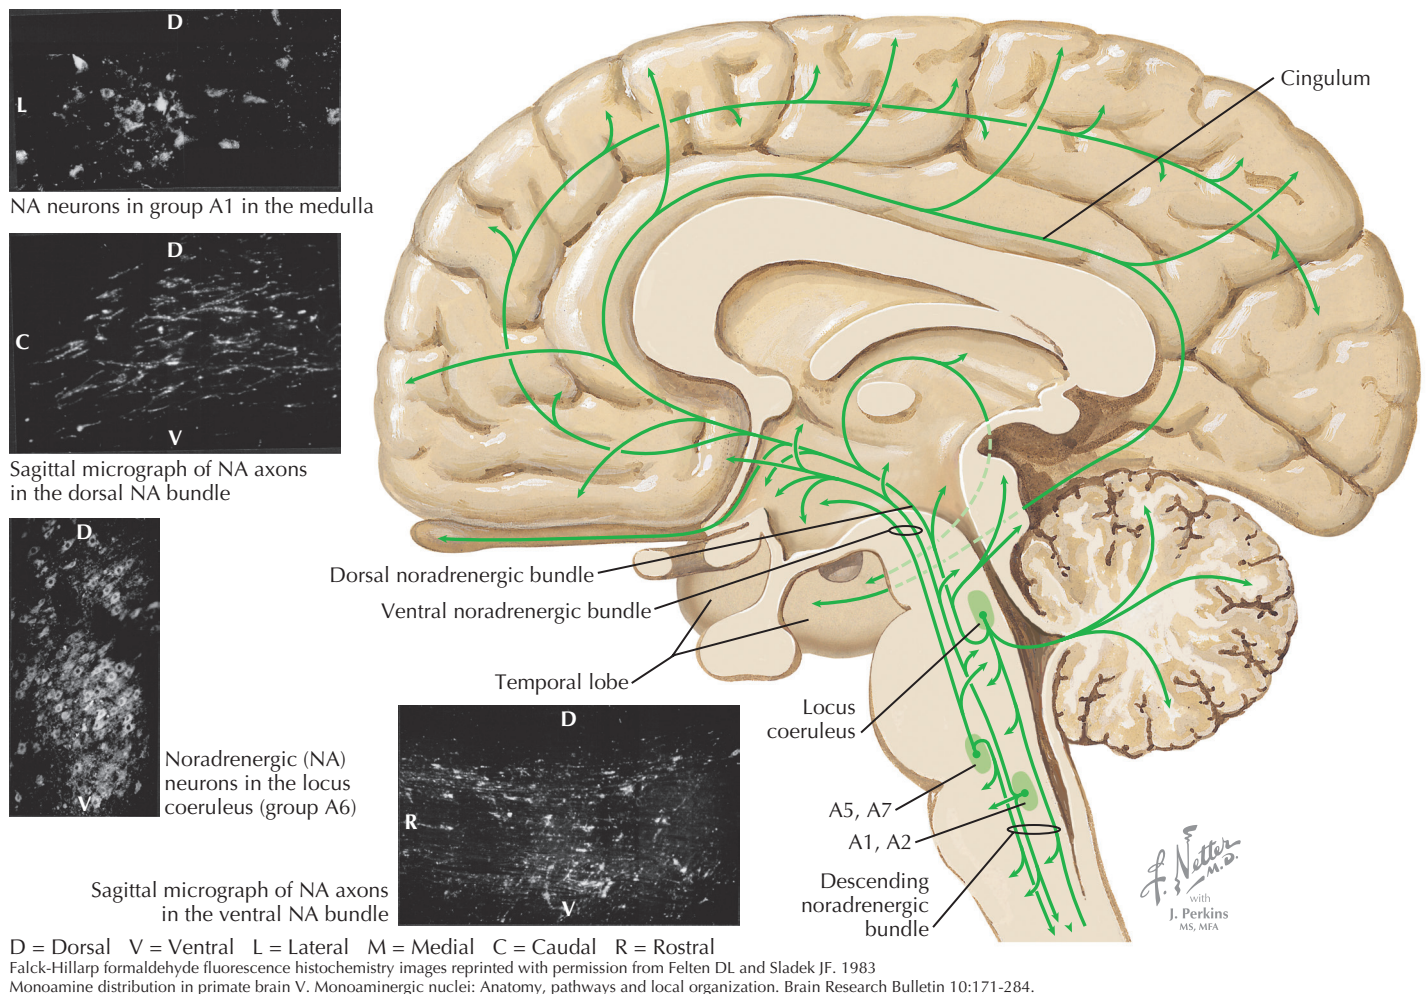 D
L
NA neurons in group A1 in the medulla
D
C
V
Sagittal micrograph of NA axons
in the dorsal NA bundle
D
V
Noradrenergic (NA)
neurons in the locus
coeruleus (group A6)
D
R
V
Sagittal micrograph of NA axons
in the ventral NA bundle
Cingulum
Dorsal noradrenergic bundle
Ventral noradrenergic bundle
Temporal lobe
Locus
coeruleus
A5, A7
A1, A2
Descending
noradrenergic
bundle
F. Netter
M.D.
with
J. Perkins
MS, MFA
D = Dorsal V = Ventral L = Lateral M = Medial C = Caudal R = Rostral
Falck-Hillarp formaldehyde fluorescence histochemistry images reprinted with permission from Felten DL and Sladek JF. 1983
Monoamine distribution in primate brain V. Monoaminergic nuclei: Anatomy, pathways and local organization. Brain Research Bulletin 10:171-284.